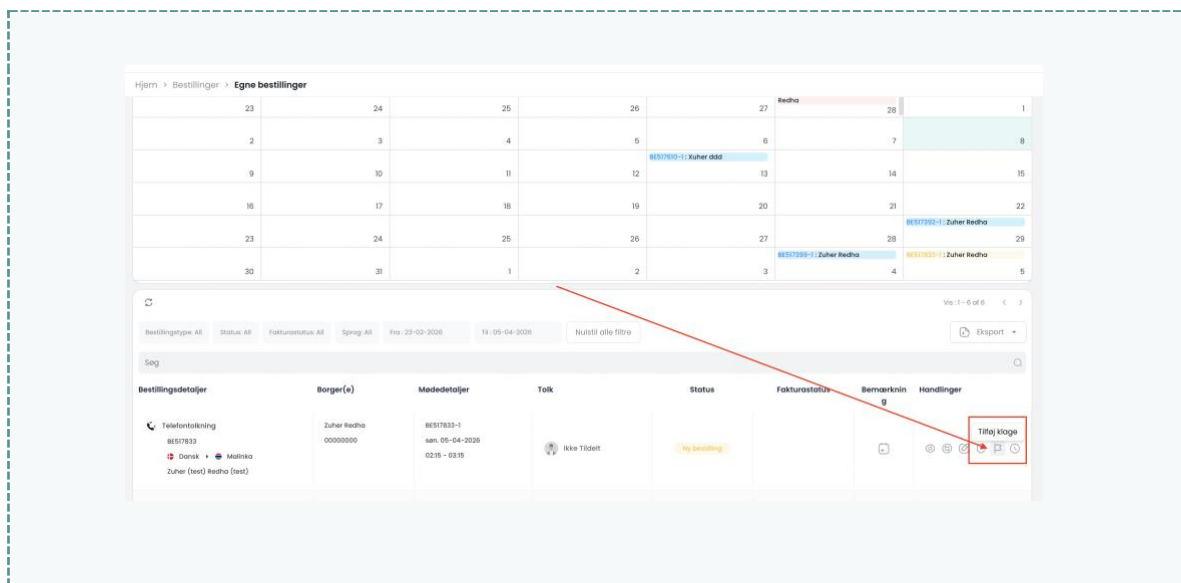 Hjem > Bestillinger > Egne bestillinger
Redha
23 24 25 26 27 28 1
2 3 4 5 6 7 8
BE517610-1 : Xuher ddd
9 10 11 12 13 14 15
16 17 18 19 20 21 22
BE517392-1 : Zuher Redha
23 24 25 26 27 28 29
BE517399-1 : Zuher Redha BE517833-1 : Zuher Redha
30 31 1 2 3 4 5
Vis : 1 - 6 of 6
Bestillingstype: All Status: All Fakturastatus: All Sprog: All Fra : 23-02-2026 Til : 05-04-2026 Nulstil alle filtre Eksport
Søg
Bestillingsdetaljer Borger(e) Mødedetaljer Tolk Status Fakturastatus Bemærknin Handlinger
g
Telefontolkning Zuher Redha BE517833-1 Tilføj klage
BE517833 00000000 søn. 05-04-2026 Ikke Tildelt Ny bestilling
Dansk Malinka 02:15 - 03:15
Zuher (test) Redha (test)